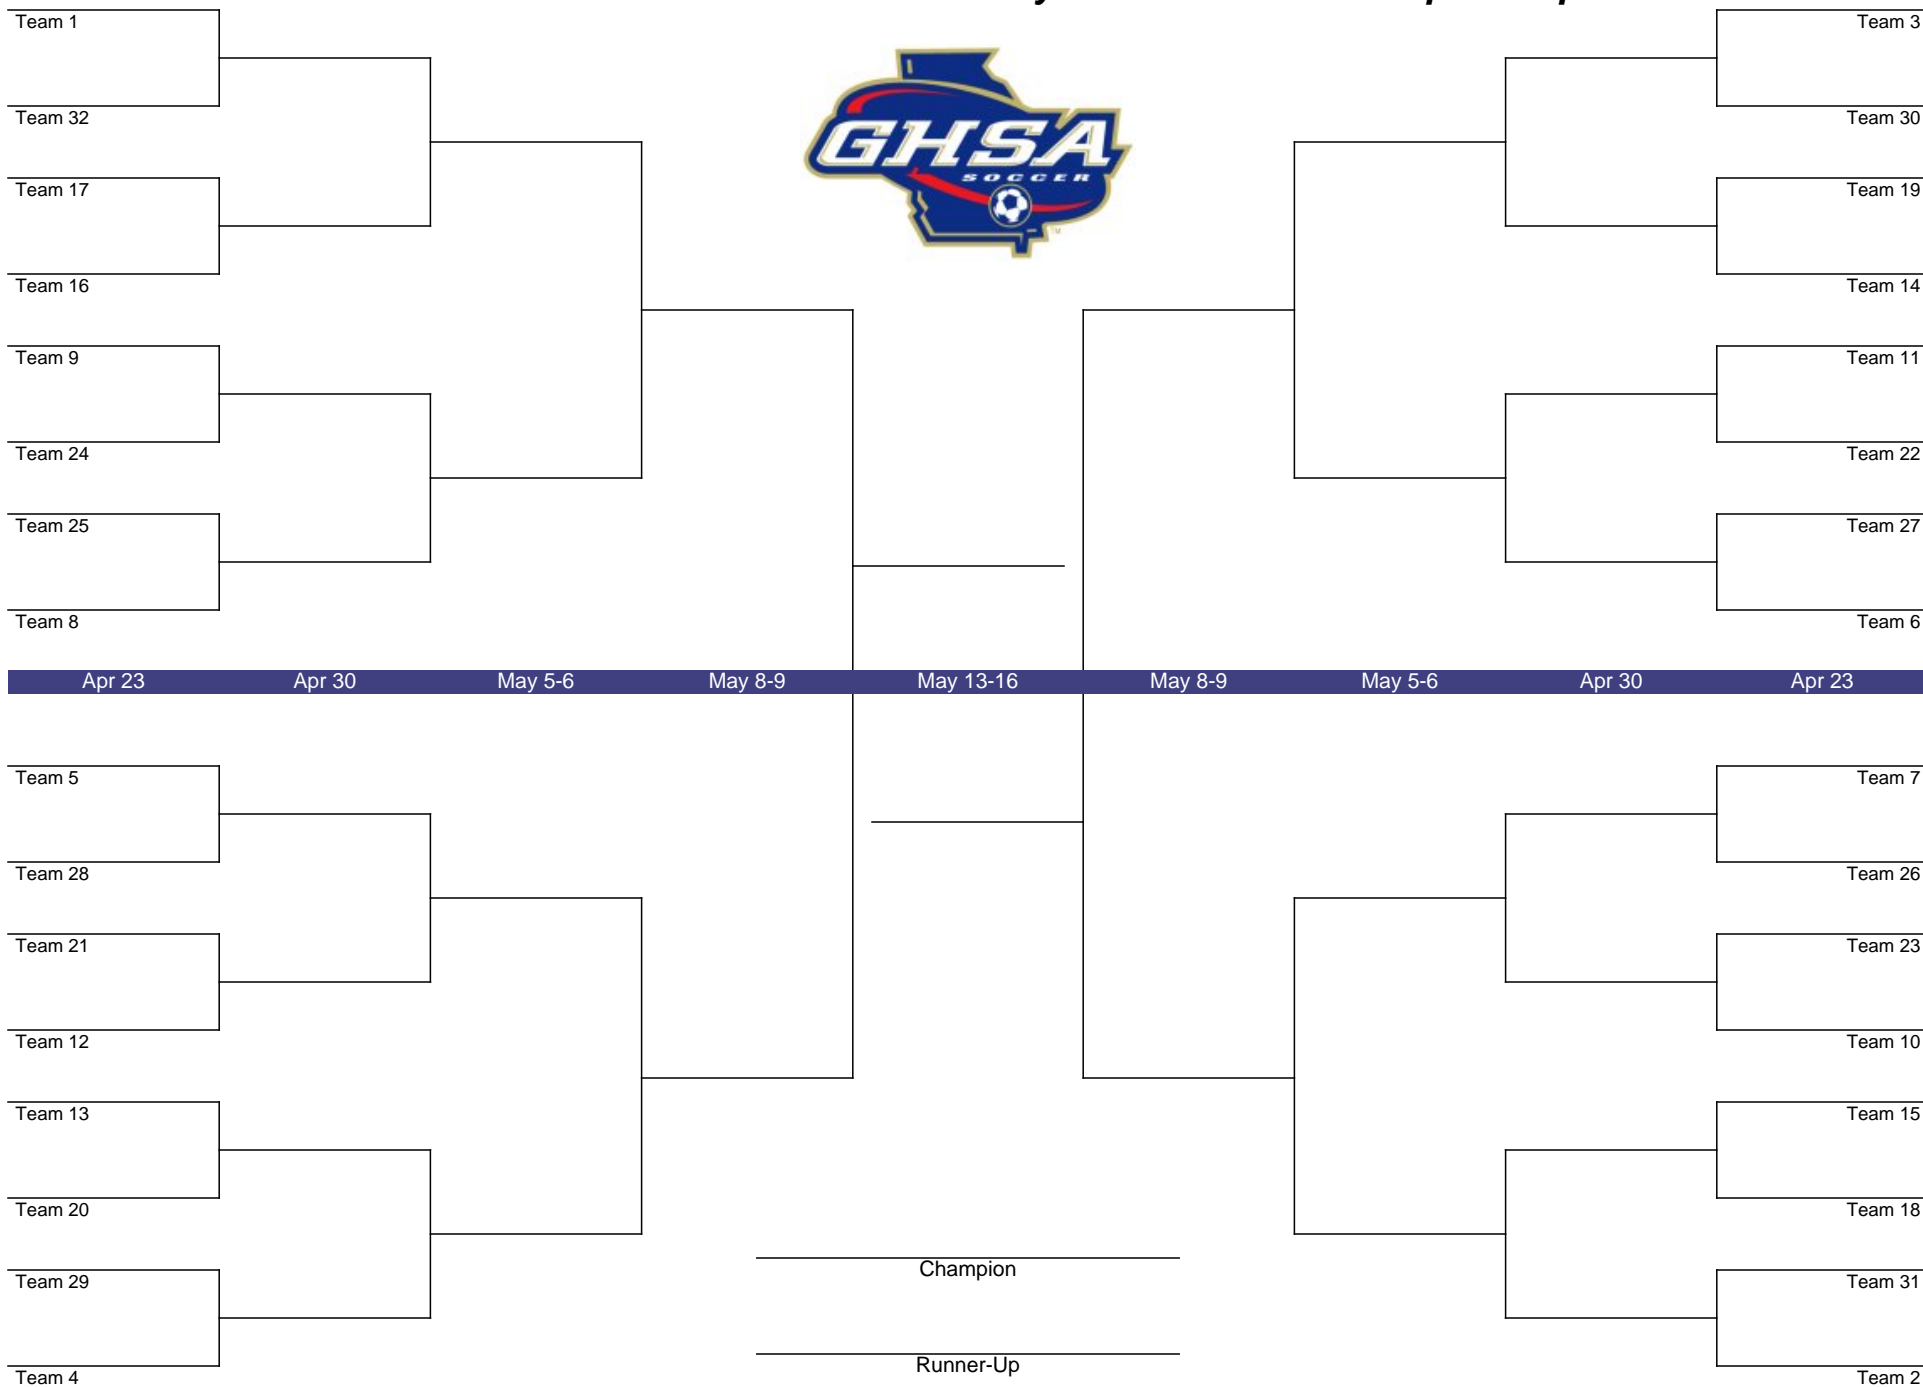 Team 1
Team 32
Team 17
Team 16
Team 9
Team 24
Team 25
Team 8
GHSA
SOCCER
TM
Team 3
Team 30
Team 19
Team 14
Team 11
Team 22
Team 27
Team 6
Apr 23 Apr 30 May 5-6 May 8-9 May 13-16 May 8-9 May 5-6 Apr 30 Apr 23
Team 5
Team 28
Team 21
Team 12
Team 13
Team 20
Team 29
Team 4
Champion
Runner-Up
Team 7
Team 26
Team 23
Team 10
Team 15
Team 18
Team 31
Team 2